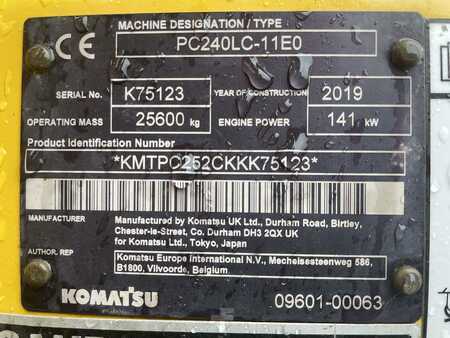 MACHINE DESIGNATION / TYPE
CE PC240LC-11E0
SERIAL No. K75123 YEAR OF CONSTRUCTION 2019
OPERATING MASS 25600 kg ENGINE POWER 141 kW
Product Identification Number
*KMTPC252CKKK75123*
MANUFACTURER Manufactured by Komatsu UK Ltd., Durham Road, Birtley,
Chester-le-Street, Co. Durham DH3 2QX UK
for Komatsu Ltd., Tokyo, Japan
AUTHOR. REP Komatsu Europe International N.V., Mechelsesteenweg 586,
B1800, Vilvoorde, Belgium
KOMATSU 09601-00063